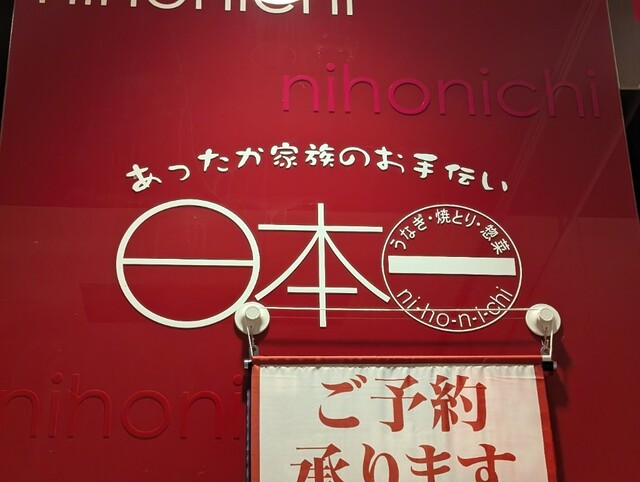 nihonichi
nihonichi
あったか家族のお手伝い
日本一
うなぎ・焼とり・惣菜
ni-ho-n-i-chi
nihoni
ご予約
承ります